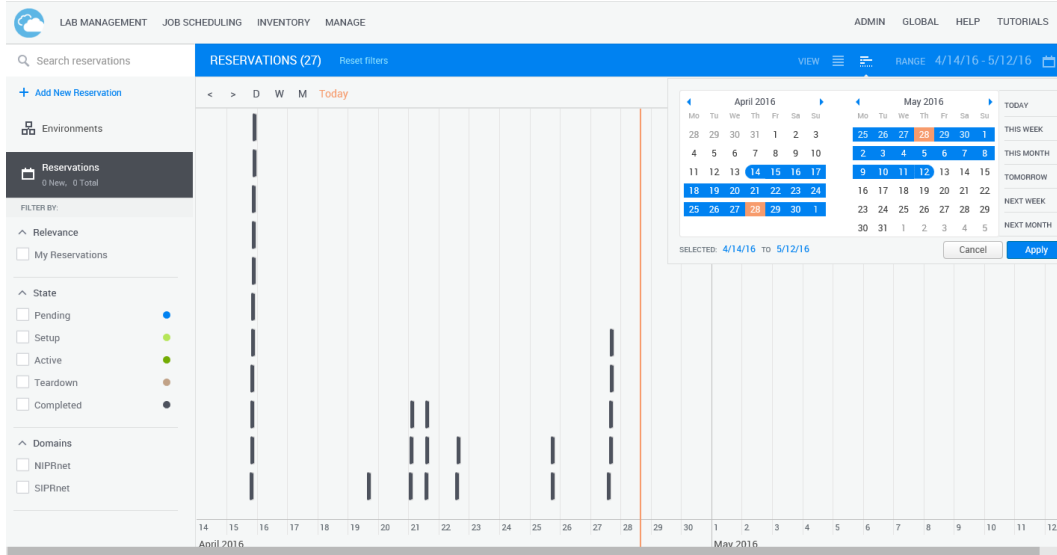 LAB MANAGEMENT JOB SCHEDULING INVENTORY MANAGE ADMIN GLOBAL HELP TUTORIALS
Search reservations
RESERVATIONS (27) Reset filters VIEW RANGE 4/14/16 - 5/12/16
+ Add New Reservation
< > D W M Today
Environments
Reservations
0 New, 0 Total
FILTER BY:
Relevance
My Reservations
State
Pending
Setup
Active
Teardown
Completed
Domains
NIPRnet
SIPRnet
April 2016
Mo Tu We Th Fr Sa Su
28 29 30 31 1 2 3
4 5 6 7 8 9 10
11 12 13 14 15 16 17
18 19 20 21 22 23 24
25 26 27 28 29 30 1
May 2016
Mo Tu We Th Fr Sa Su
25 26 27 28 29 30 1
2 3 4 5 6 7 8
9 10 11 12 13 14 15
16 17 18 19 20 21 22
23 24 25 26 27 28 29
30 31 1 2 3 4 5
TODAY
THIS WEEK
THIS MONTH
TOMORROW
NEXT WEEK
NEXT MONTH
SELECTED: 4/14/16 TO 5/12/16 Cancel Apply
14 15 16 17 18 19 20 21 22 23 24 25 26 27 28 29 30 1 2 3 4 5 6 7 8 9 10 11 12
April 2016 May 2016